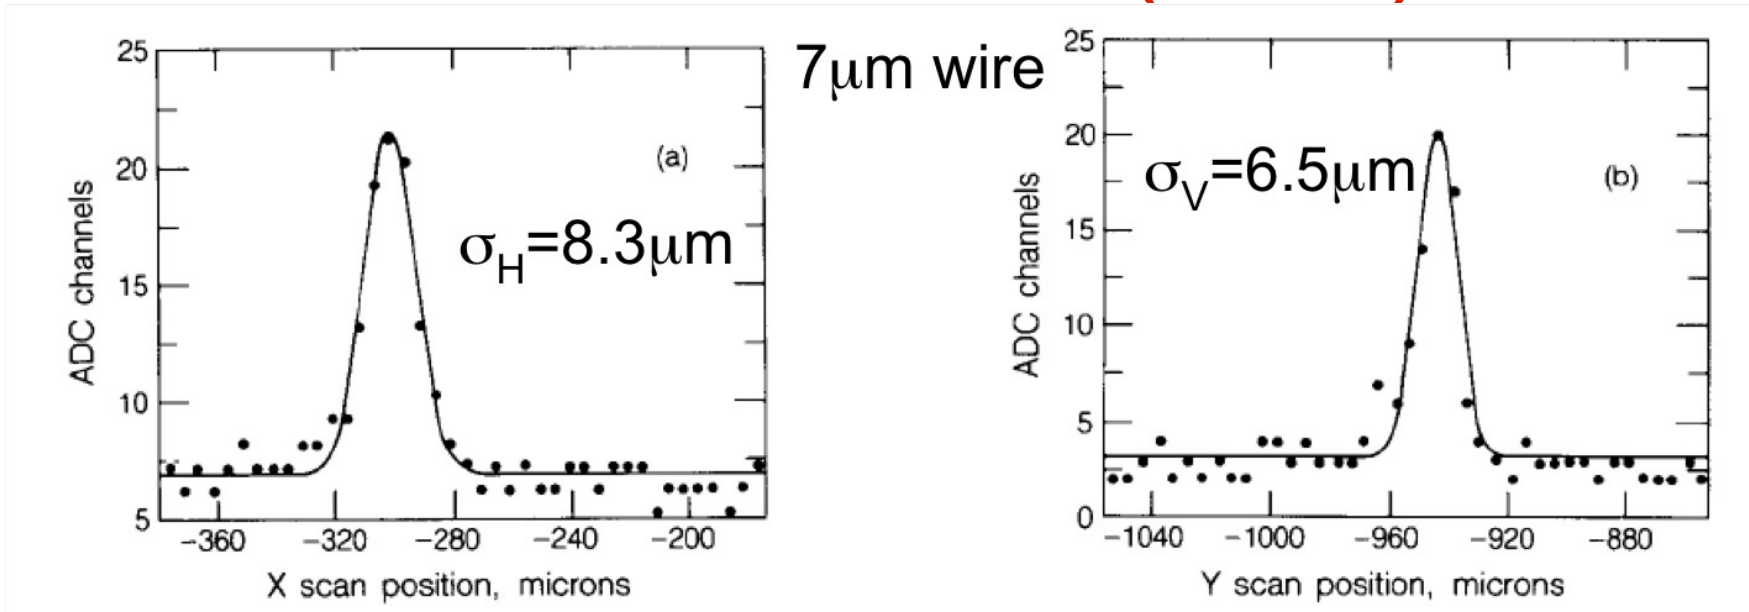 25
20
15
10
5
(a)
σH=8.3μm
ADC channels
−360 −320 −280 −240 −200
X scan position, microns
7μm wire
25
20
15
10
5
0
σV=6.5μm
(b)
ADC channels
−1040 −1000 −960 −920 −880
Y scan position, microns